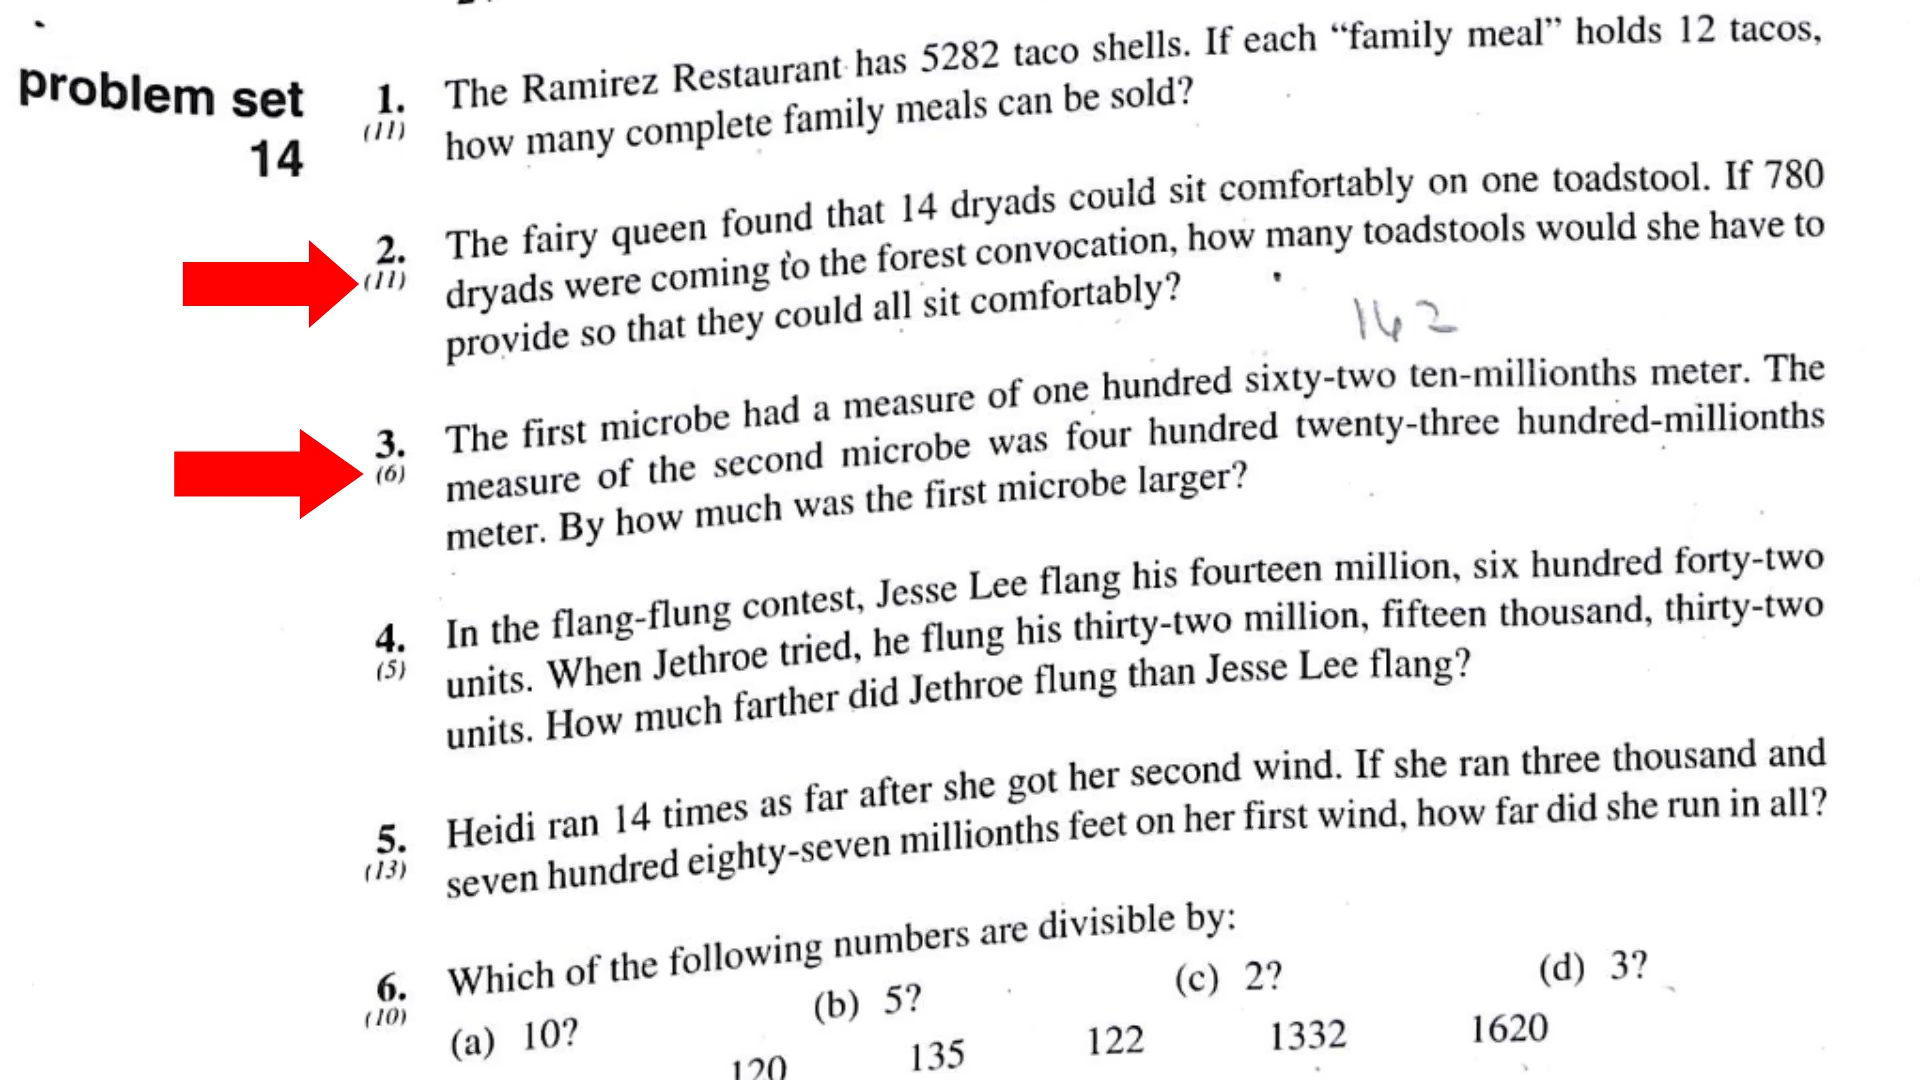 problem set
14
1. The Ramirez Restaurant has 5282 taco shells. If each “family meal” holds 12 tacos,
(11) how many complete family meals can be sold?
2. The fairy queen found that 14 dryads could sit comfortably on one toadstool. If 780
(11) dryads were coming to the forest convocation, how many toadstools would she have to
provide so that they could all sit comfortably?
162
3. The first microbe had a measure of one hundred sixty-two ten-millionths meter. The
(6) measure of the second microbe was four hundred twenty-three hundred-millionths
meter. By how much was the first microbe larger?
4. In the flang-flung contest, Jesse Lee flang his fourteen million, six hundred forty-two
(5) units. When Jethroe tried, he flung his thirty-two million, fifteen thousand, thirty-two
units. How much farther did Jethroe flung than Jesse Lee flang?
5. Heidi ran 14 times as far after she got her second wind. If she ran three thousand and
(13) seven hundred eighty-seven millionths feet on her first wind, how far did she run in all?
6. Which of the following numbers are divisible by:
(10) (a) 10? (b) 5? (c) 2? (d) 3?
120 135 122 1332 1620